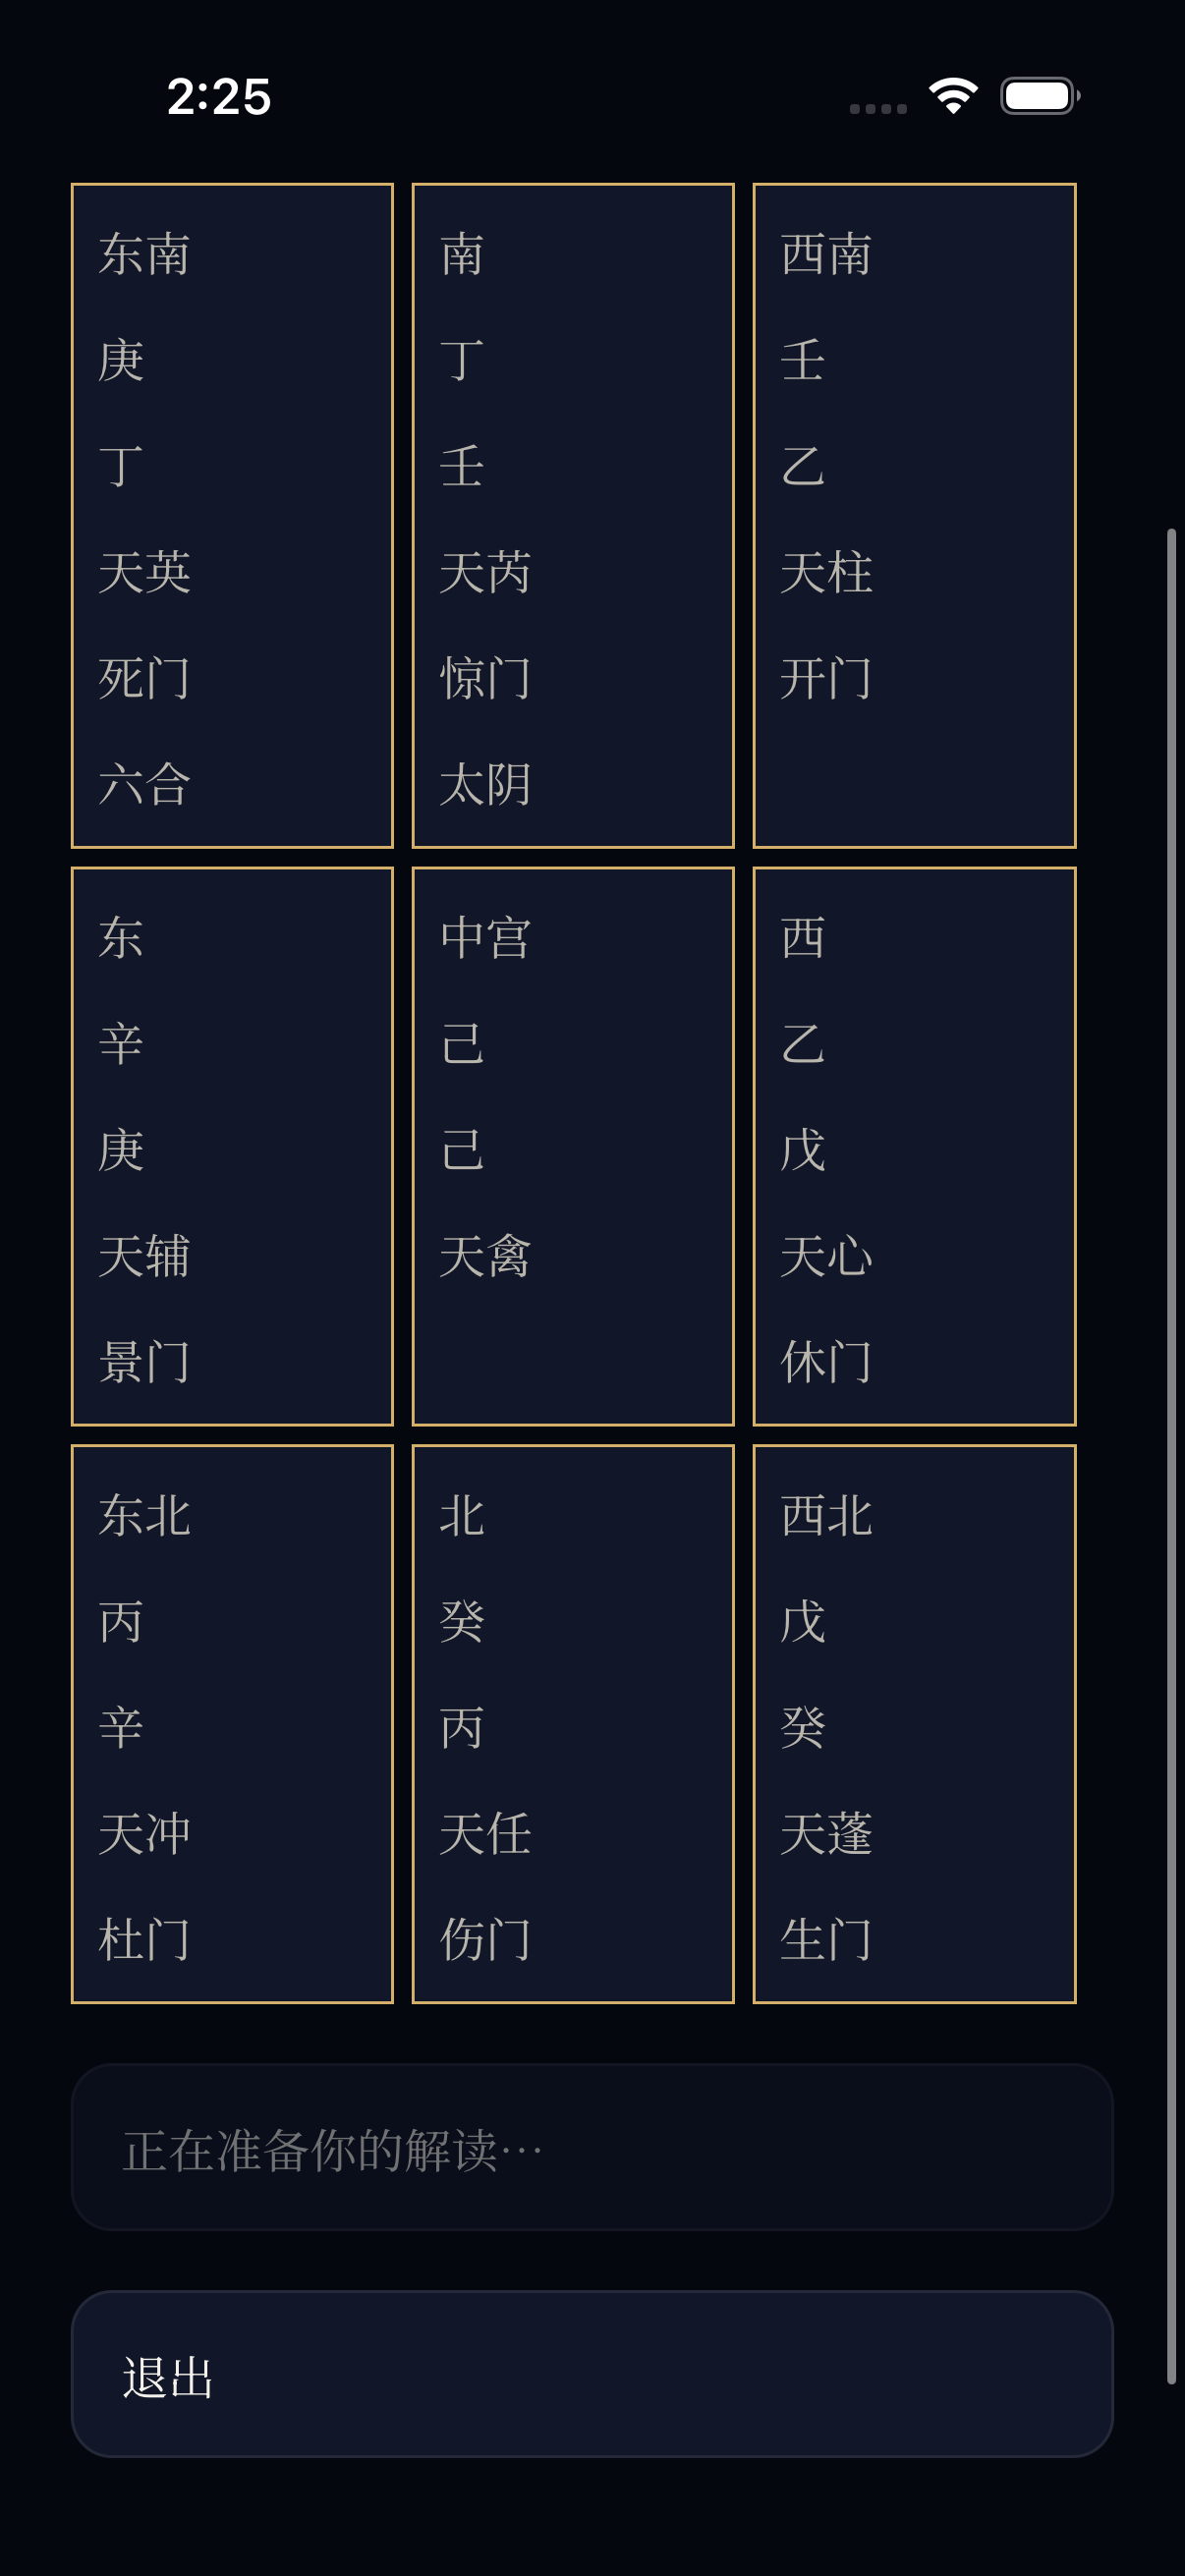 2:25
东南
庚
丁
天英
死门
六合
南
丁
壬
天芮
惊门
太阴
西南
壬
乙
天柱
开门
东
辛
庚
天辅
景门
中宫
己
己
天禽
西
乙
戊
天心
休门
东北
丙
辛
天冲
杜门
北
癸
丙
天任
伤门
西北
戊
癸
天蓬
生门
正在准备你的解读…
退出